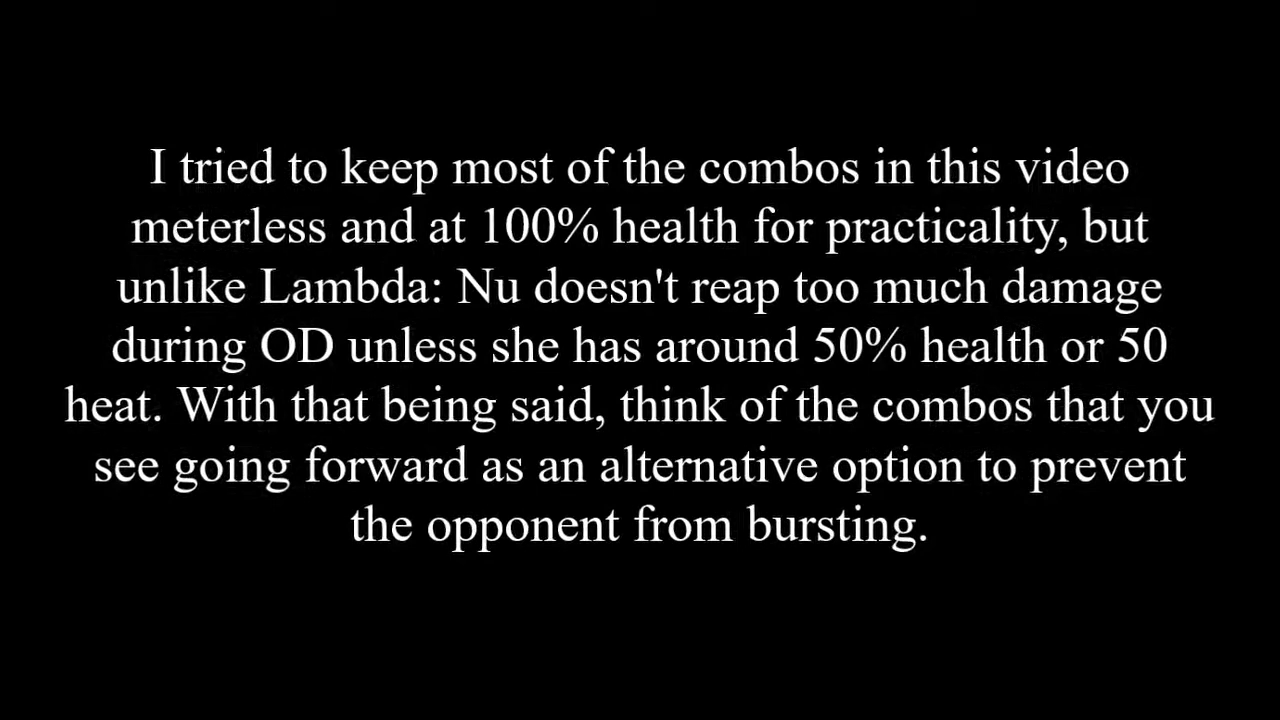 I tried to keep most of the combos in this video
meterless and at 100% health for practicality, but
unlike Lambda: Nu doesn't reap too much damage
during OD unless she has around 50% health or 50
heat. With that being said, think of the combos that you
see going forward as an alternative option to prevent
the opponent from bursting.